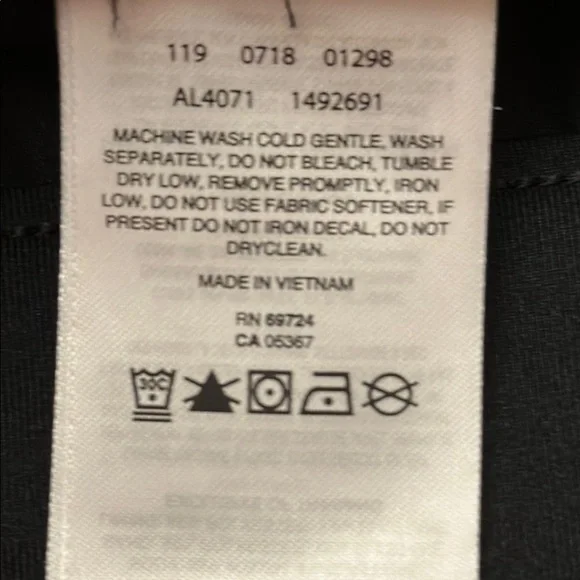 119 0718 01298
AL4071 1492691
MACHINE WASH COLD GENTLE, WASH
SEPARATELY, DO NOT BLEACH, TUMBLE
DRY LOW, REMOVE PROMPTLY, IRON
LOW, DO NOT USE FABRIC SOFTENER, IF
PRESENT DO NOT IRON DECAL, DO NOT
DRYCLEAN.
MADE IN VIETNAM
RN 69724
CA 05367
30C